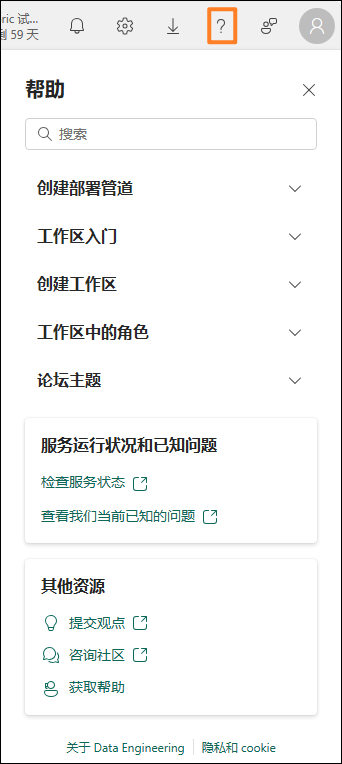 ric 试...
剩 59 天
?
帮助
搜索
创建部署管道
工作区入门
创建工作区
工作区中的角色
论坛主题
服务运行状况和已知问题
检查服务状态
查看我们当前已知的问题
其他资源
提交观点
咨询社区
获取帮助
关于 Data Engineering
隐私和 cookie